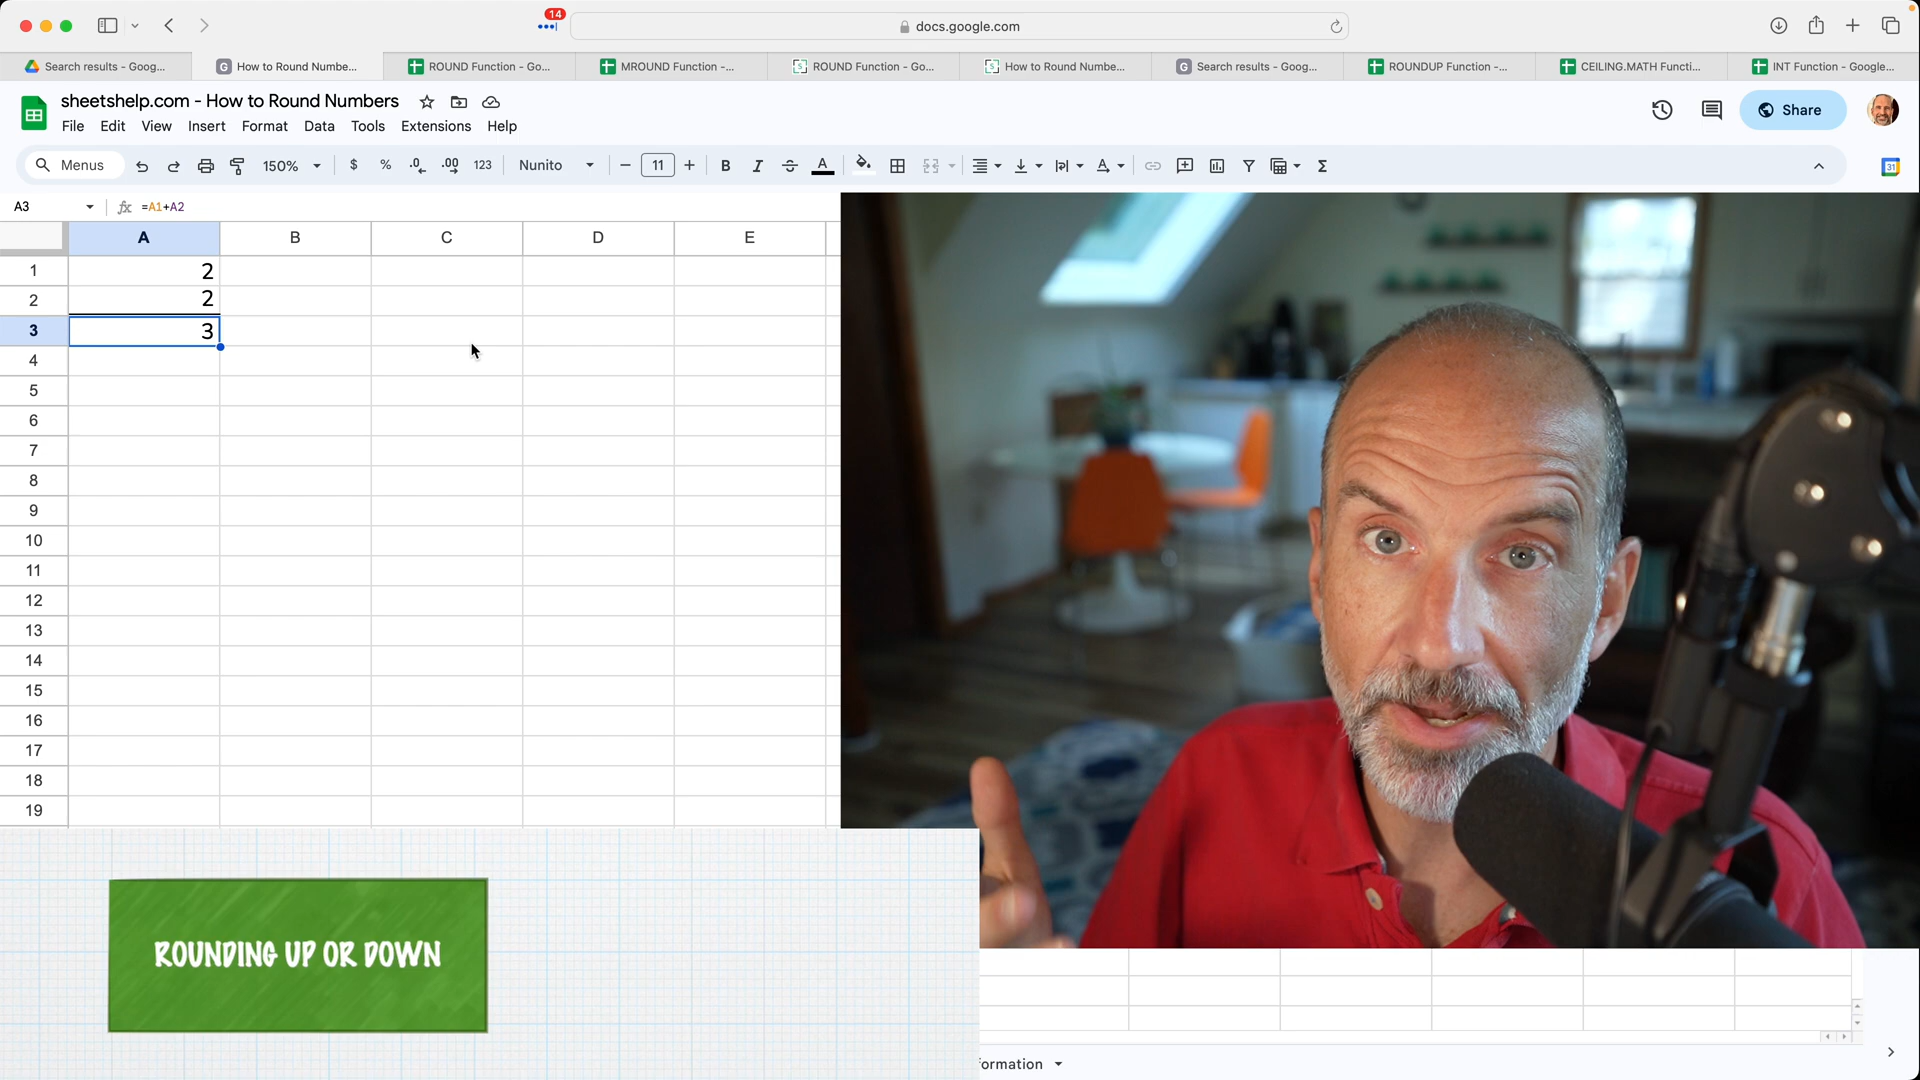 14
docs.google.com
Search results - Goog...
How to Round Numbe...
ROUND Function - Go...
MROUND Function -...
ROUND Function - Go...
How to Round Numbe...
Search results - Goog...
ROUNDUP Function -...
CEILING.MATH Functi...
INT Function - Google...
sheetshelp.com - How to Round Numbers
Share
File Edit View Insert Format Data Tools Extensions Help
Menus 150% $ % .0 .00 123 Nunito 11 B I A
31
A3 fx =A1+A2
A B C D E
1 2
2 2
3 3
4
5
6
7
8
9
10
11
12
13
14
15
16
17
18
19
ROUNDING UP OR DOWN
formation